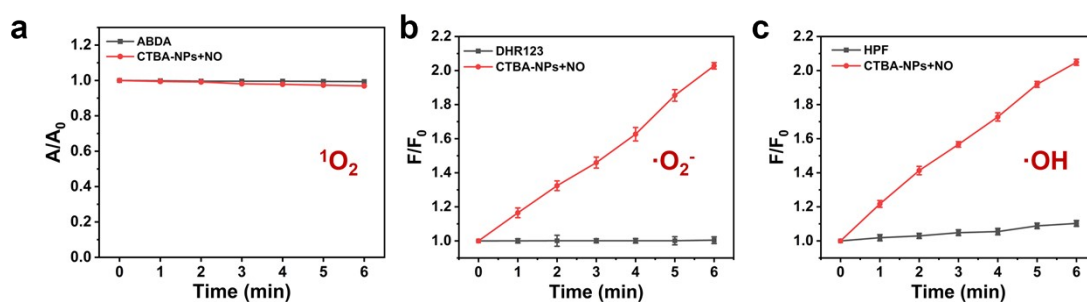 a
ABDA
CTBA-NPs+NO
1.2
1.0
0.8
0.6
0.4
0.2
0.0
A/A₀
¹O₂
0 1 2 3 4 5 6
Time (min)
b
DHR123
CTBA-NPs+NO
2.2
2.0
1.8
1.6
1.4
1.2
1.0
F/F₀
·O₂⁻
0 1 2 3 4 5 6
Time (min)
c
HPF
CTBA-NPs+NO
2.2
2.0
1.8
1.6
1.4
1.2
1.0
F/F₀
·OH
0 1 2 3 4 5 6
Time (min)